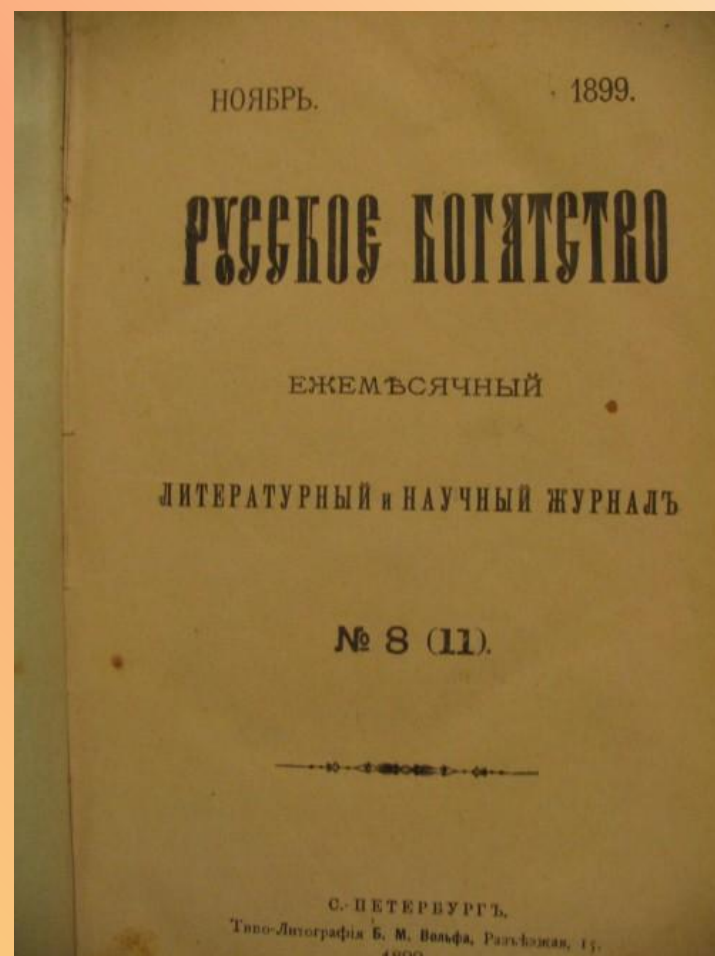 НОЯБРЬ. 1899.
РУССКОЕ БОГАТСТВО
ЕЖЕМѢСЯЧНЫЙ
ЛИТЕРАТУРНЫЙ и НАУЧНЫЙ ЖУРНАЛЪ
№ 8 (11).
С.-ПЕТЕРБУРГЪ.
Типо-Литографія Б. М. Вольфа, Разъѣзжая, 15.